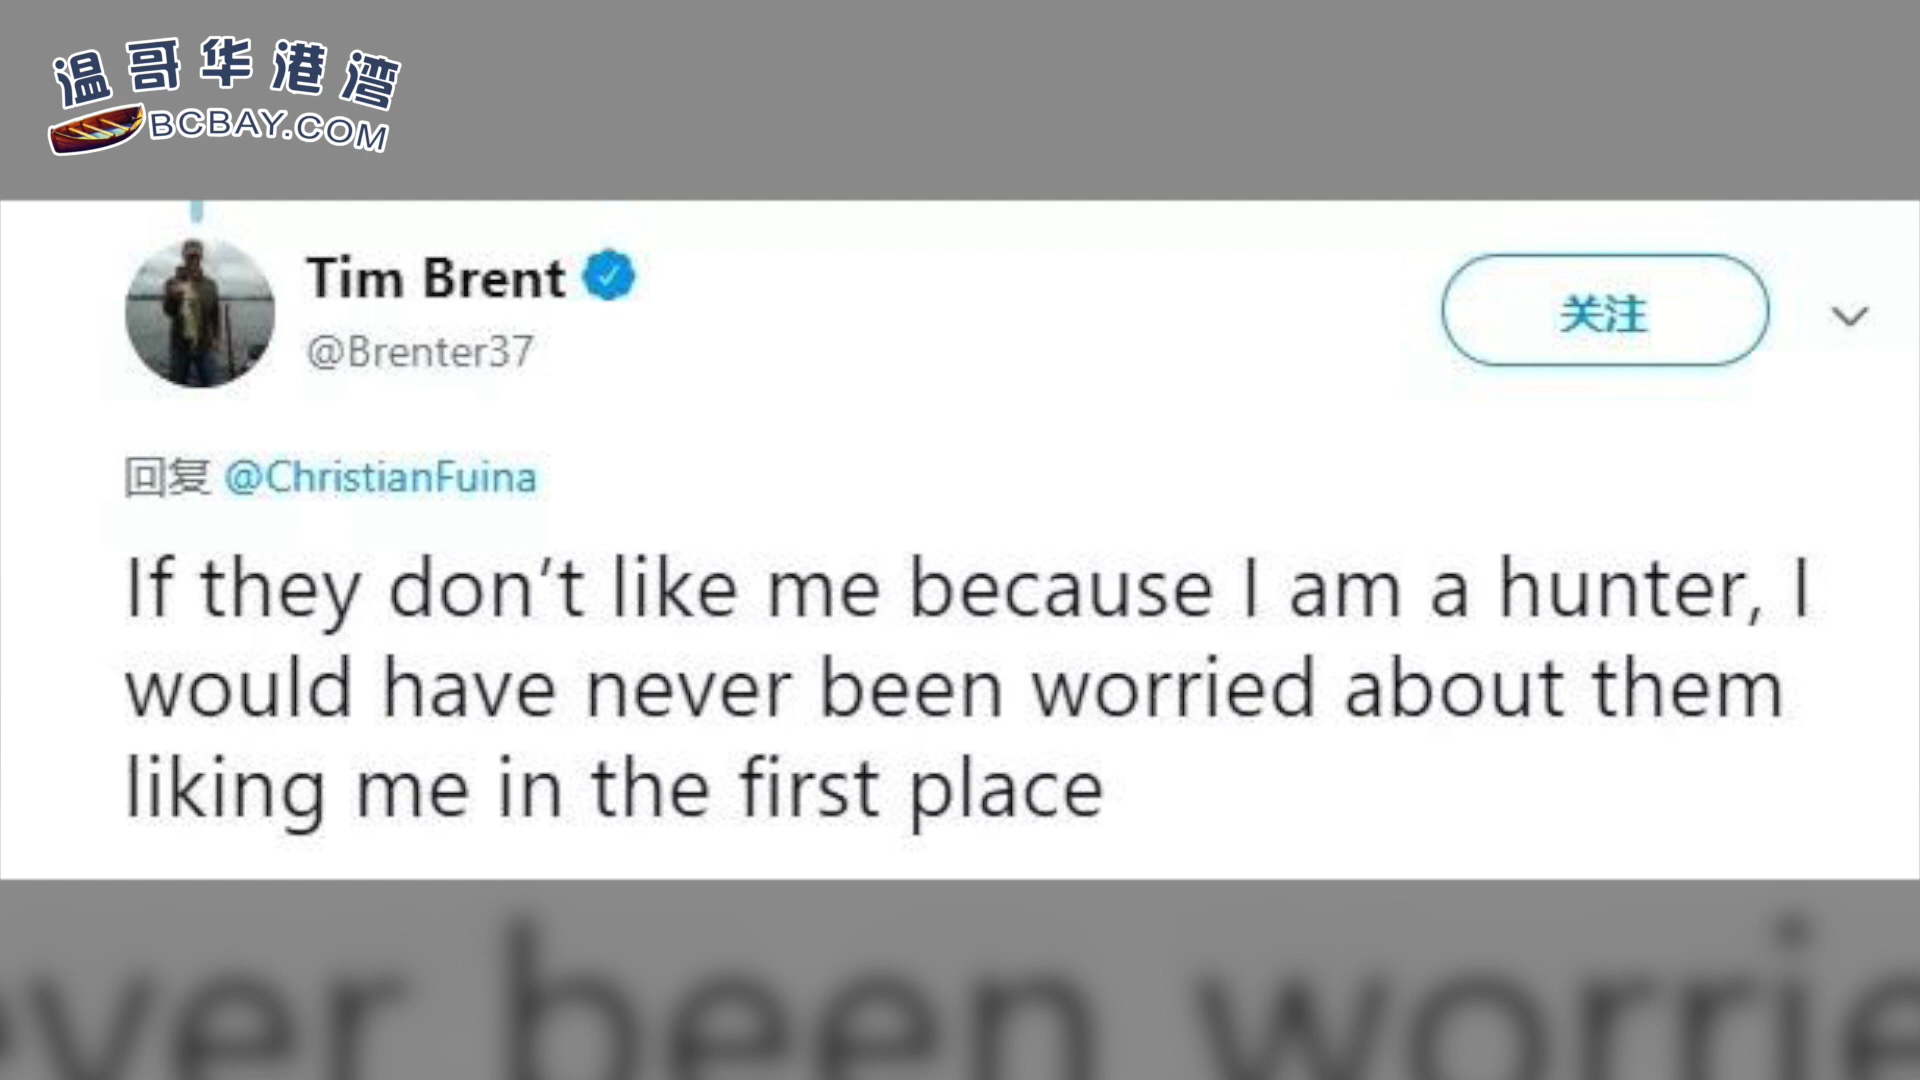 温哥华港湾
BCBAY.COM
Tim Brent
@Brenter37
关注
回复 @ChristianFuina
If they don’t like me because I am a hunter, I
would have never been worried about them
liking me in the first place
ever been worrie